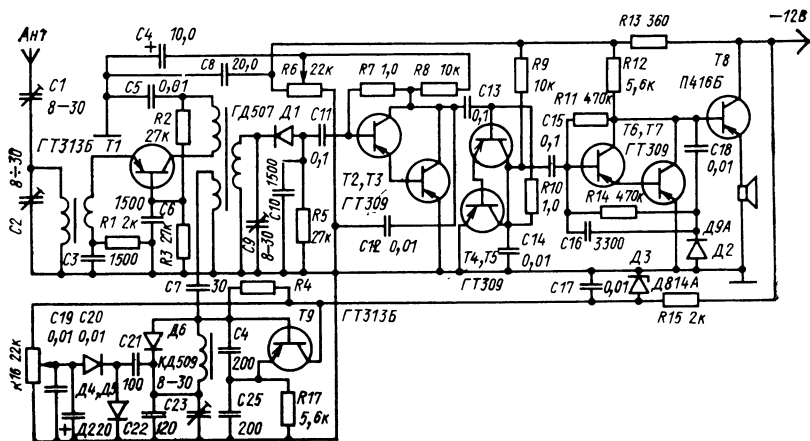 Ант
C4 10,0
C8 20,0
C1
8–30
C5 0,01
R2
27к
ГТ313Б
T1
8÷30
C2
1500
C6
R1 2к
C3
1500
R3 27к
R6
22к
ГД507 Д1
C11
0,1
C10 1500
C9
8–30
R5
27к
R7 1,0
R8 10к
C13
0,1
T2,T3
ГТ309
C12 0,01
T4,T5
ГТ309
R9
10к
C15
0,1
R10
1,0
C14
0,01
R11 470к
R12
5,6к
R13 360
–12В
T8
П416Б
T6,T7
ГТ309
C18
0,01
R14 470к
C16 3300
Д9А
Д2
Д3
Д814А
C17
0,01
R15 2к
C7
30
R4
T9
ГТ313Б
C19 C20
0,01 0,01
C21
100
Д6
КД509
8–30
C4
200
к16 22к
Д4,Д5
Д220
C22
120
C23
C25
200
R17
5,6к